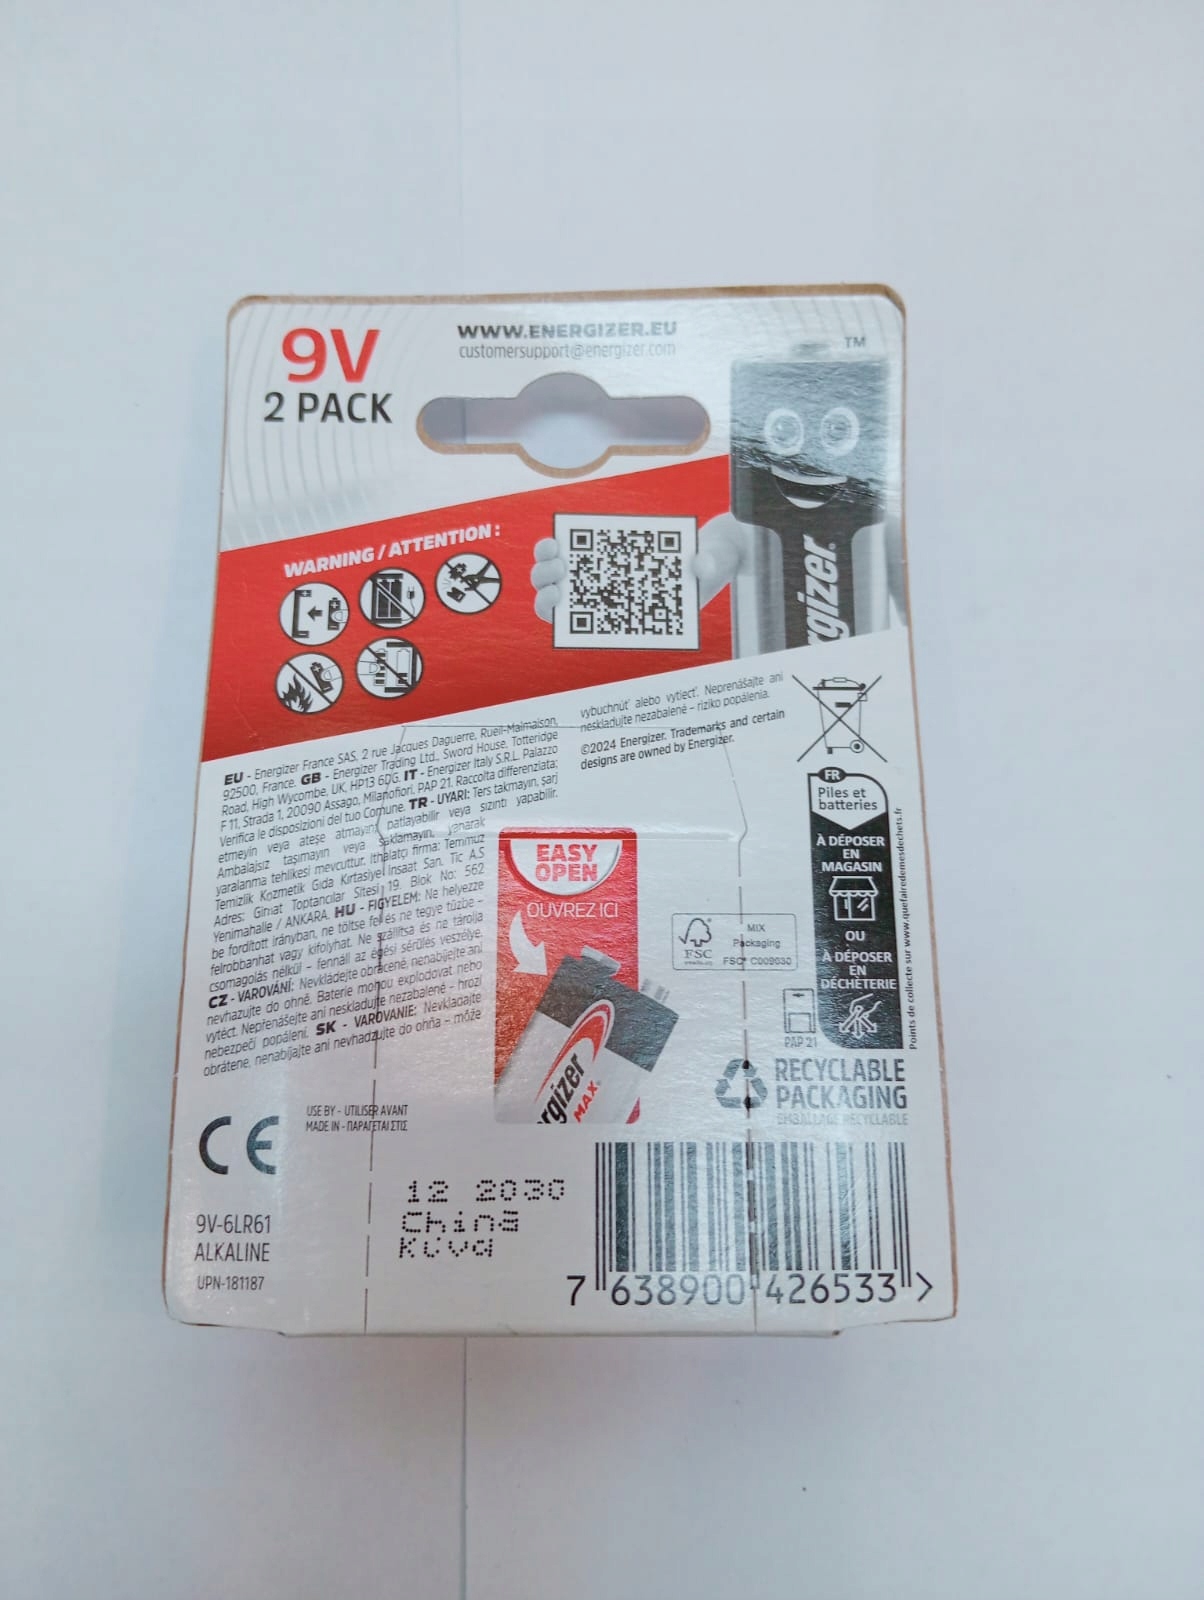 9V
2 PACK
WWW.ENERGIZER.EU
customersupport@energizer.com
TM
WARNING / ATTENTION :
ergizer®
EU - Energizer France SAS, 2 rue Jacques Daguerre, Rueil-Malmaison,
92500, France. GB - Energizer Trading Ltd., Sword House, Totteridge
Road, High Wycombe, UK, HP13 6DG. IT - Energizer Italy S.R.L. Palazzo
F 11, Strada 1, 20090 Assago, Milanofiori. PAP 21. Raccolta differenziata:
Verifica le disposizioni del tuo Comune. TR - UYARI: Ters takmayın, şarj
etmeyin veya ateşe atmayın; patlayabilir veya sızıntı yapabilir.
Ambalajsız taşımayın veya saklamayın, yanarak
yaralanma tehlikesi mevcuttur. İthalatçı firma: Temmuz
Temizlik Kozmetik Gıda Kırtasiye İnşaat San. Tic A.S
Adres: Gimat Toptancılar Sitesi 19. Blok No: 562
Yenimahalle / ANKARA. HU - FIGYELEM: Ne helyezze
be fordított irányban, ne töltse fel és ne tegye tűzbe –
felrobbanhat vagy kifolyhat. Ne szállítsa és ne tárolja
csomagolás nélkül – fennáll az égési sérülés veszélye.
CZ - VAROVÁNÍ: Nevkládejte obráceně, nenabíjejte ani
nevhazujte do ohně. Baterie mohou explodovat nebo
vytéct. Nepřenášejte ani neskladujte nezabalené – hrozí
nebezpečí popálení. SK - VAROVANIE: Nevkladajte
obrátene, nenabíjajte ani nevhadzujte do ohňa – môže
vybuchnúť alebo vytiecť. Neprenášajte ani
neskladujte nezabalené – riziko popálenia.
©2024 Energizer. Trademarks and certain
designs are owned by Energizer.
FR
Piles et
batteries
À DÉPOSER
EN
MAGASIN
OU
À DÉPOSER
EN
DÉCHÈTERIE
Points de collecte sur www.quefairedemesdechets.fr
EASY
OPEN
OUVREZ ICI
ergizer
MAX®
FSC
MIX
Packaging
FSC® C009030
PAP 21
RECYCLABLE
PACKAGING
EMBALLAGE RECYCLABLE
CE
USE BY - UTILISER AVANT
MADE IN - ΠΑΡΑΓΕΤΑΙ ΣΤΙΣ
12 2030
China
Kuva
9V-6LR61
ALKALINE
UPN-181187
7 638900 426533 >